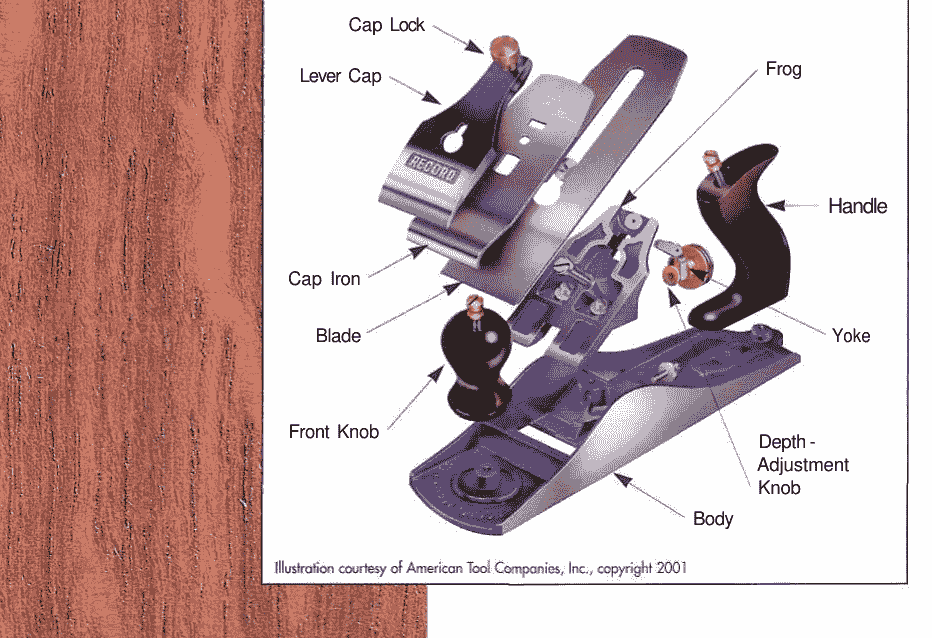 Cap Lock
Lever Cap
Frog
RECORD
Handle
Cap Iron
Blade
Yoke
Front Knob
Depth -
Adjustment
Knob
Body
Illustration courtesy of American Tool Companies, Inc., copyright 2001